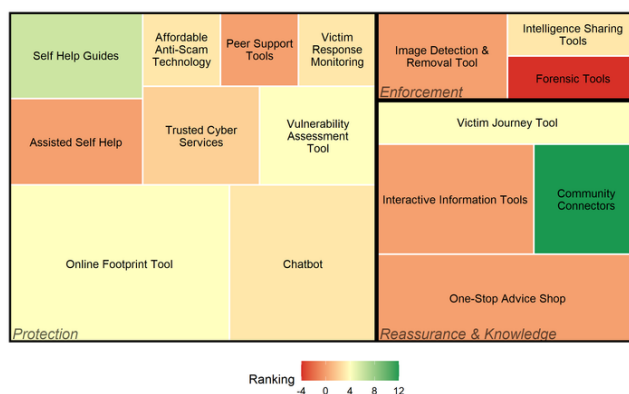 Self Help Guides
Affordable
Anti-Scam
Technology
Peer Support
Tools
Victim
Response
Monitoring
Assisted Self Help
Trusted Cyber
Services
Vulnerability
Assessment
Tool
Online Footprint Tool
Chatbot
Protection
Image Detection &
Removal Tool
Intelligence Sharing
Tools
Forensic Tools
Enforcement
Victim Journey Tool
Interactive Information Tools
Community
Connectors
One-Stop Advice Shop
Reassurance & Knowledge
Ranking
-4 0 4 8 12